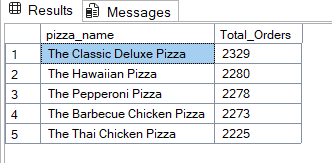 Results Messages
pizza_name Total_Orders
1 The Classic Deluxe Pizza 2329
2 The Hawaiian Pizza 2280
3 The Pepperoni Pizza 2278
4 The Barbecue Chicken Pizza 2273
5 The Thai Chicken Pizza 2225